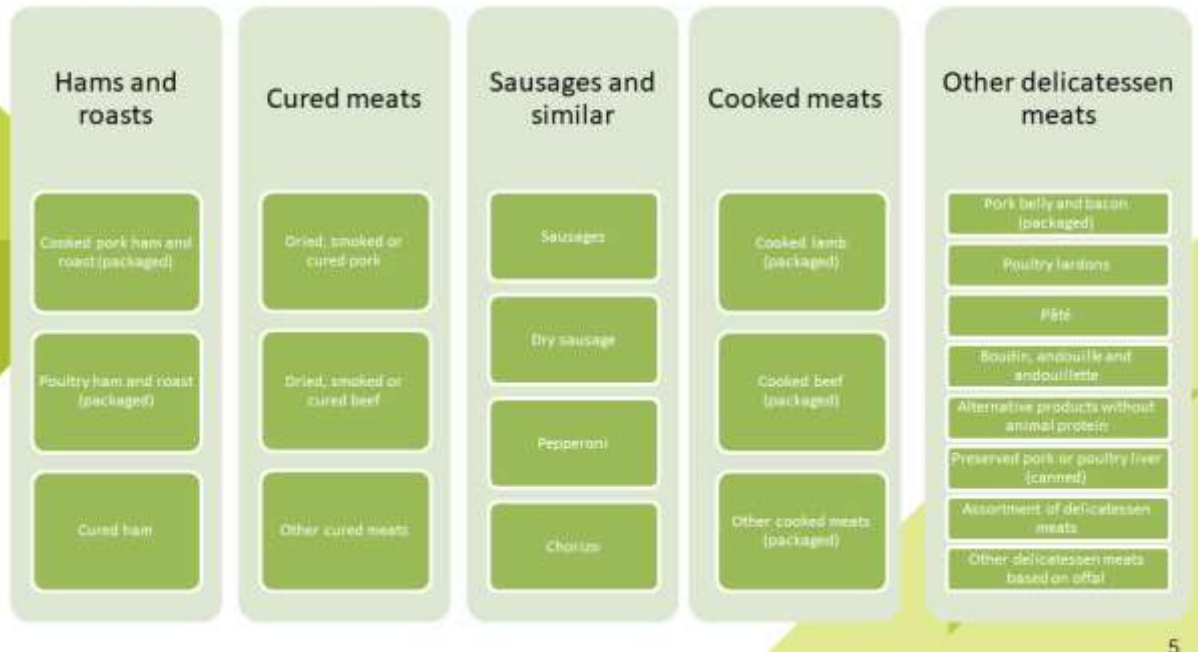 Hams and
roasts
Cooked pork ham and
roast (packaged)
Poultry ham and roast
(packaged)
Cured ham
Cured meats
Dried, smoked or
cured pork
Dried, smoked or
cured beef
Other cured meats
Sausages and
similar
Sausages
Dry sausage
Pepperoni
Chorizo
Cooked meats
Cooked lamb
(packaged)
Cooked beef
(packaged)
Other cooked meats
(packaged)
Other delicatessen
meats
Pork belly and bacon
(packaged)
Poultry lardons
Pâté
Boudin, andouille and
andouillette
Alternative products without
animal protein
Preserved pork or poultry liver
(canned)
Assortment of delicatessen
meats
Other delicatessen meats
based on offal
5